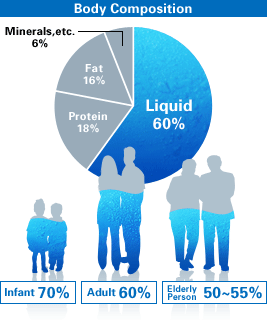 Body Composition
Minerals,etc.
6%
Fat
16%
Protein
18%
Liquid
60%
Infant 70%
Adult 60%
Elderly
Person 50~55%